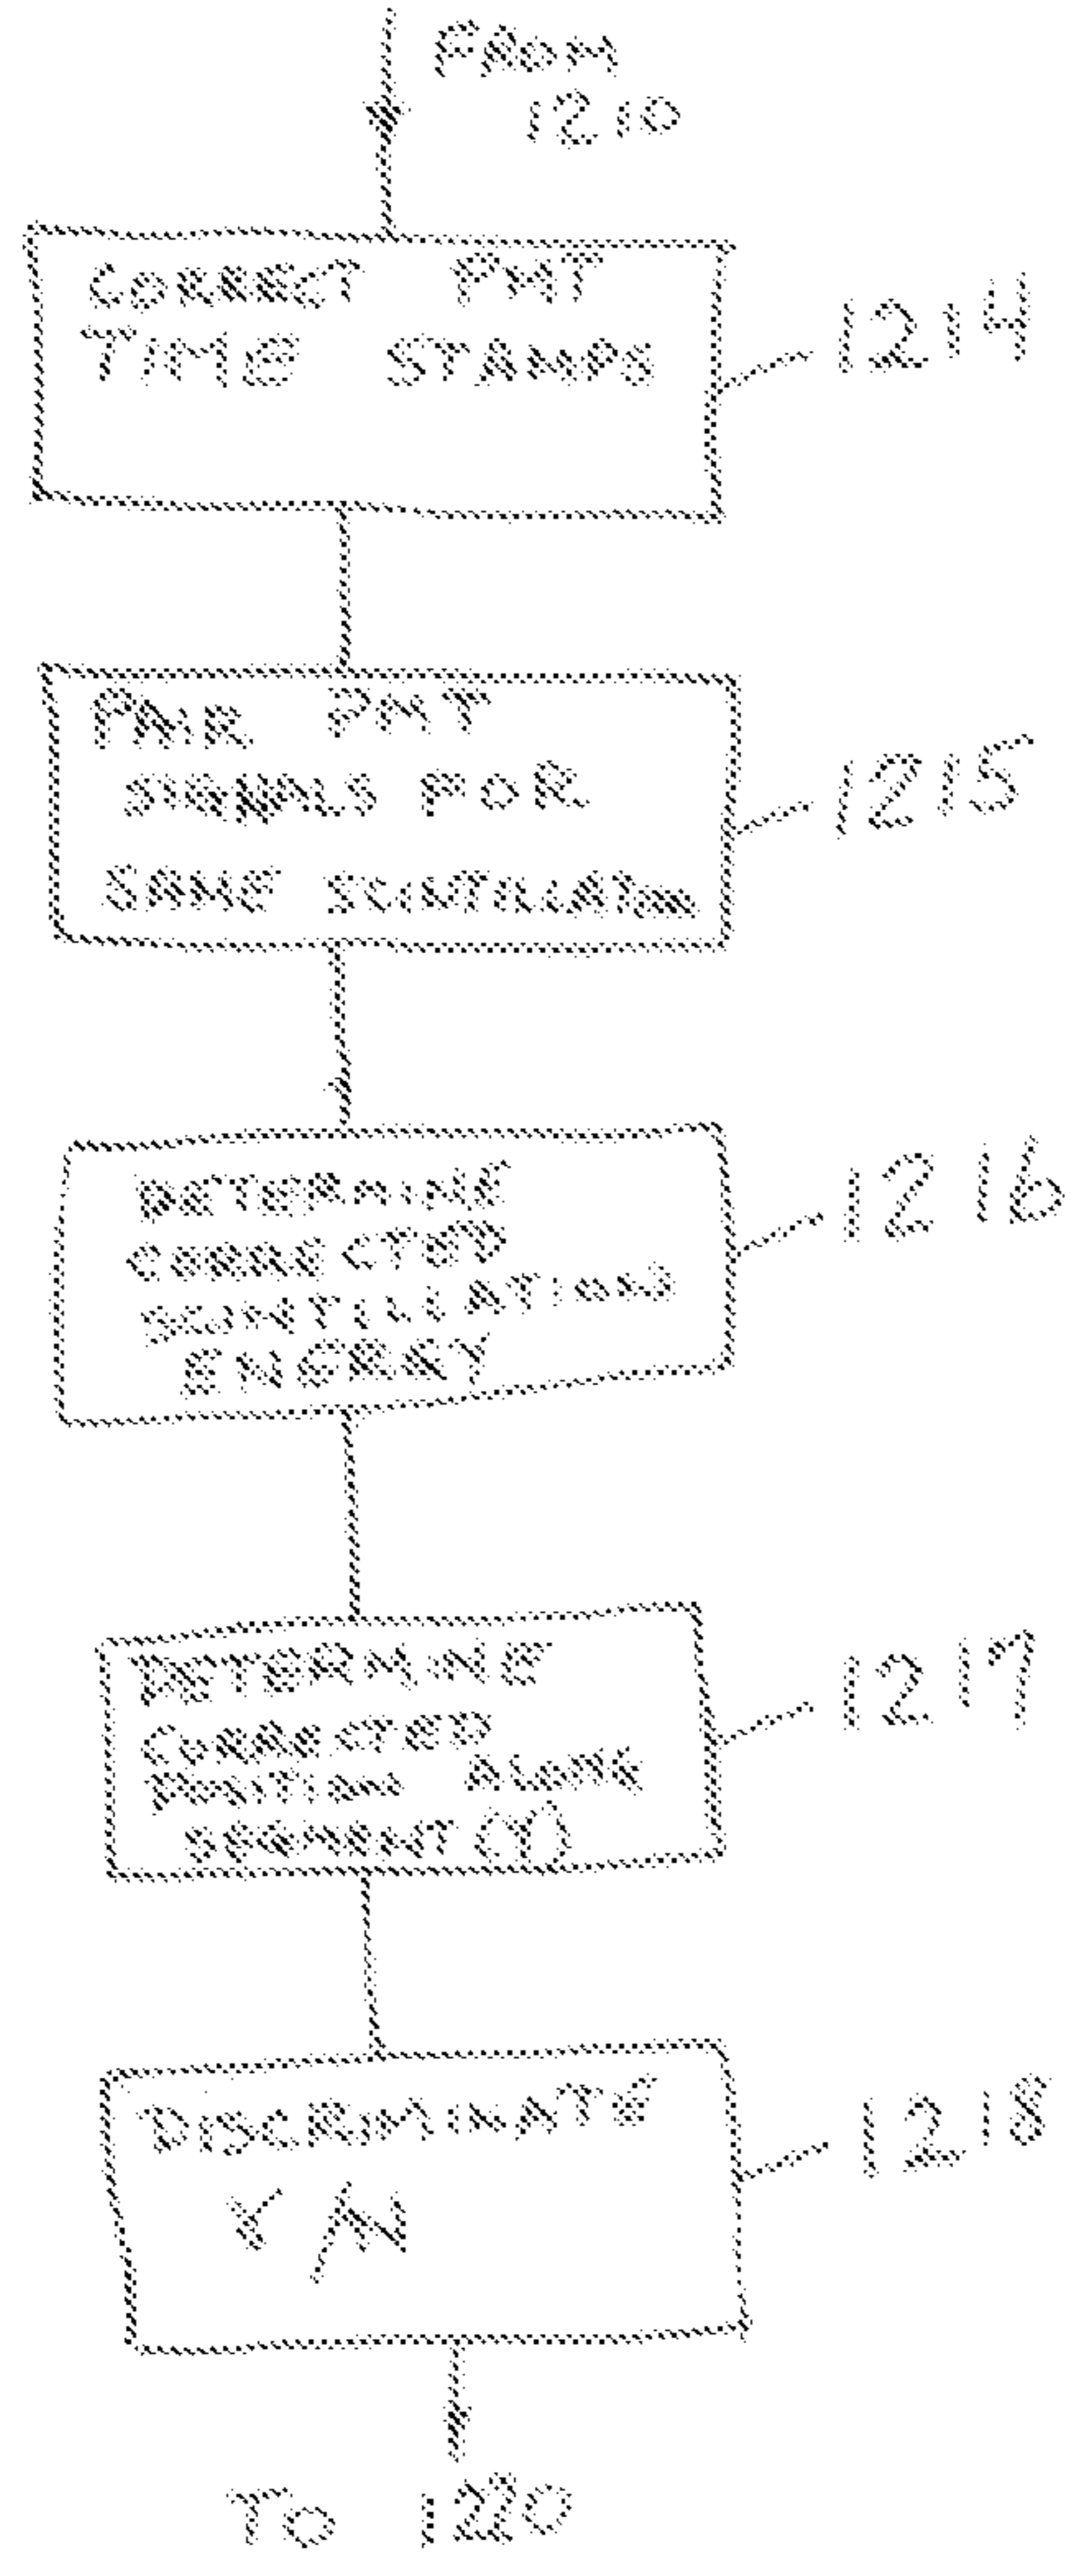 FROM
1210
CORRECT PMT
TIME STAMPS
1214
PAIR PMT
SIGNALS FOR
SAME SCINTILLATION
1215
DETERMINE
CORRECTED
SCINTILLATIONS
ENERGY
1216
DETERMINE
CORRECTED
POSITION ALONG
SEGMENT (Y)
1217
DISCRIMINATE
γ/N
1218
TO 1220